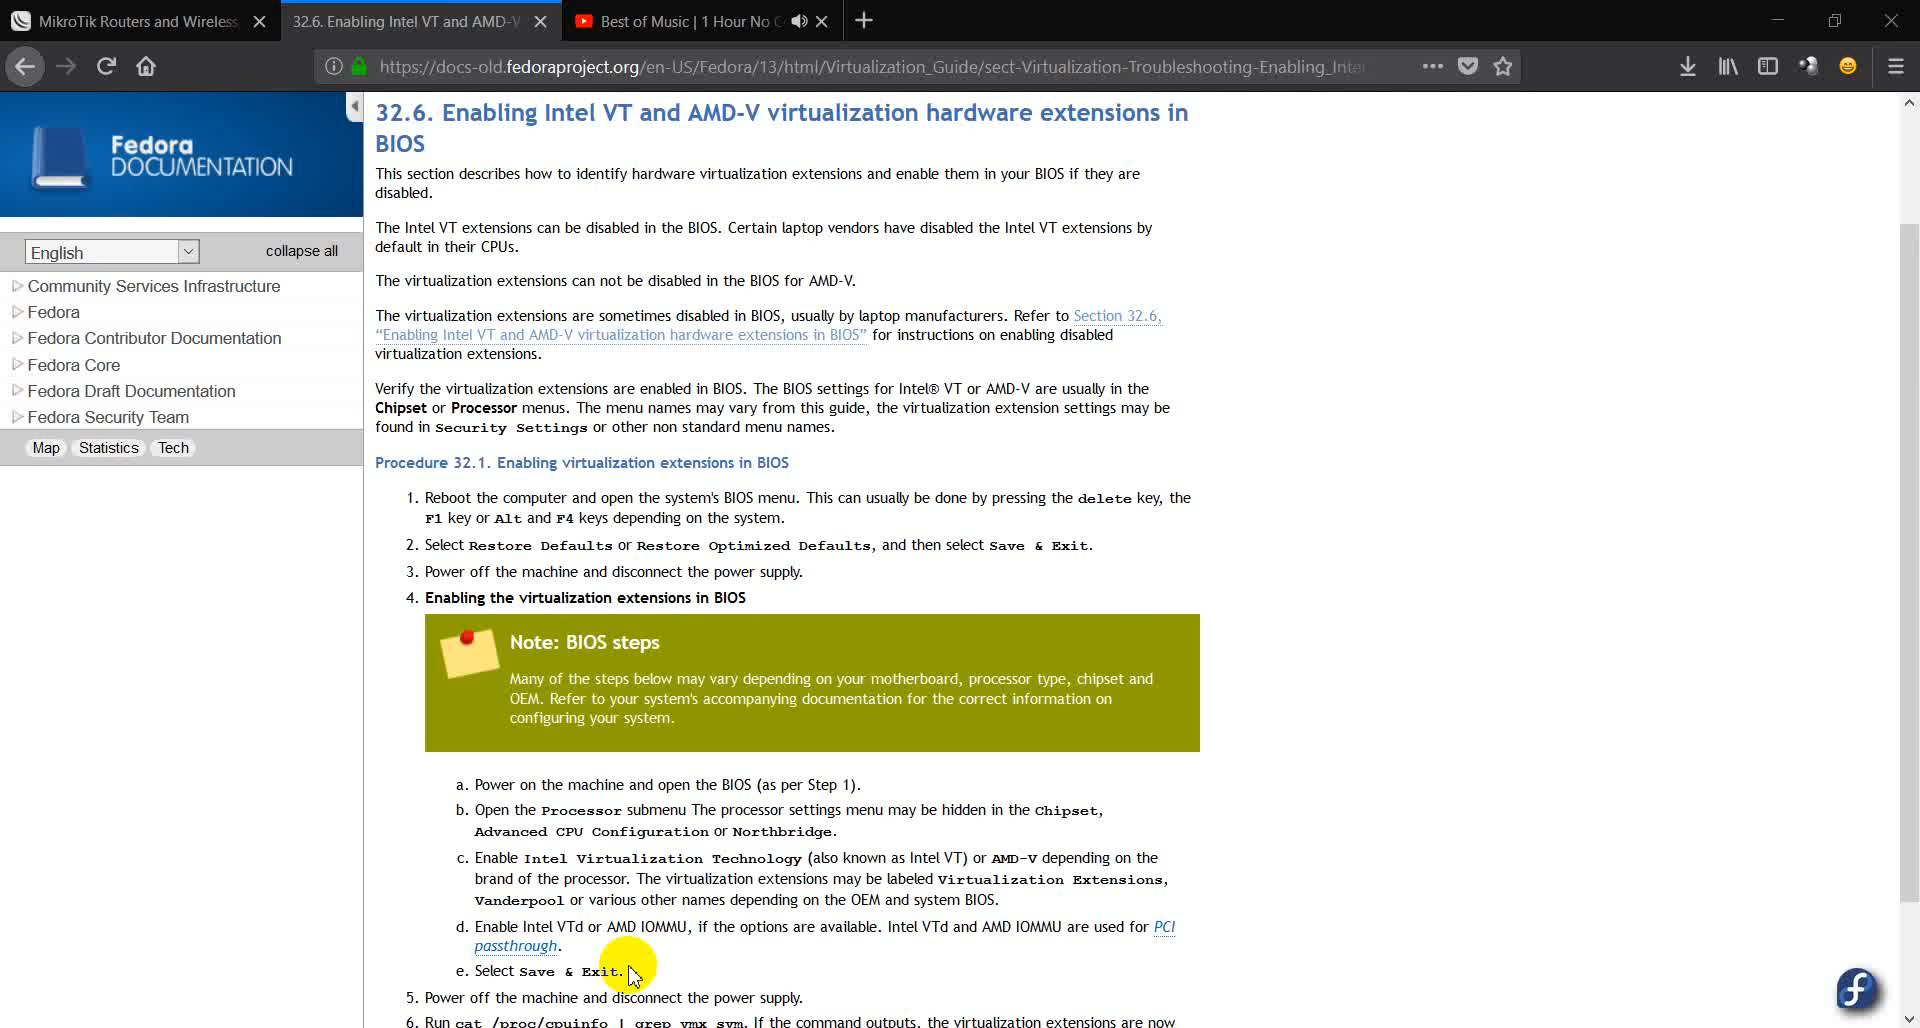 MikroTik Routers and Wireless
32.6. Enabling Intel VT and AMD-V
Best of Music | 1 Hour No C
https://docs-old.fedoraproject.org/en-US/Fedora/13/html/Virtualization_Guide/sect-Virtualization-Troubleshooting-Enabling_Inte
Fedora
DOCUMENTATION
English
collapse all
Community Services Infrastructure
Fedora
Fedora Contributor Documentation
Fedora Core
Fedora Draft Documentation
Fedora Security Team
Map Statistics Tech
32.6. Enabling Intel VT and AMD-V virtualization hardware extensions in
BIOS
This section describes how to identify hardware virtualization extensions and enable them in your BIOS if they are
disabled.
The Intel VT extensions can be disabled in the BIOS. Certain laptop vendors have disabled the Intel VT extensions by
default in their CPUs.
The virtualization extensions can not be disabled in the BIOS for AMD-V.
The virtualization extensions are sometimes disabled in BIOS, usually by laptop manufacturers. Refer to Section 32.6,
“Enabling Intel VT and AMD-V virtualization hardware extensions in BIOS” for instructions on enabling disabled
virtualization extensions.
Verify the virtualization extensions are enabled in BIOS. The BIOS settings for Intel® VT or AMD-V are usually in the
Chipset or Processor menus. The menu names may vary from this guide, the virtualization extension settings may be
found in Security Settings or other non standard menu names.
Procedure 32.1. Enabling virtualization extensions in BIOS
1. Reboot the computer and open the system's BIOS menu. This can usually be done by pressing the delete key, the
F1 key or Alt and F4 keys depending on the system.
2. Select Restore Defaults or Restore Optimized Defaults, and then select Save & Exit.
3. Power off the machine and disconnect the power supply.
4. Enabling the virtualization extensions in BIOS
Note: BIOS steps
Many of the steps below may vary depending on your motherboard, processor type, chipset and
OEM. Refer to your system's accompanying documentation for the correct information on
configuring your system.
a. Power on the machine and open the BIOS (as per Step 1).
b. Open the Processor submenu The processor settings menu may be hidden in the Chipset,
Advanced CPU Configuration or Northbridge.
c. Enable Intel Virtualization Technology (also known as Intel VT) or AMD-V depending on the
brand of the processor. The virtualization extensions may be labeled Virtualization Extensions,
Vanderpool or various other names depending on the OEM and system BIOS.
d. Enable Intel VTd or AMD IOMMU, if the options are available. Intel VTd and AMD IOMMU are used for PCI
passthrough.
e. Select Save & Exit.
5. Power off the machine and disconnect the power supply.
6. Run cat /proc/cpuinfo | grep vmx svm. If the command outputs, the virtualization extensions are now